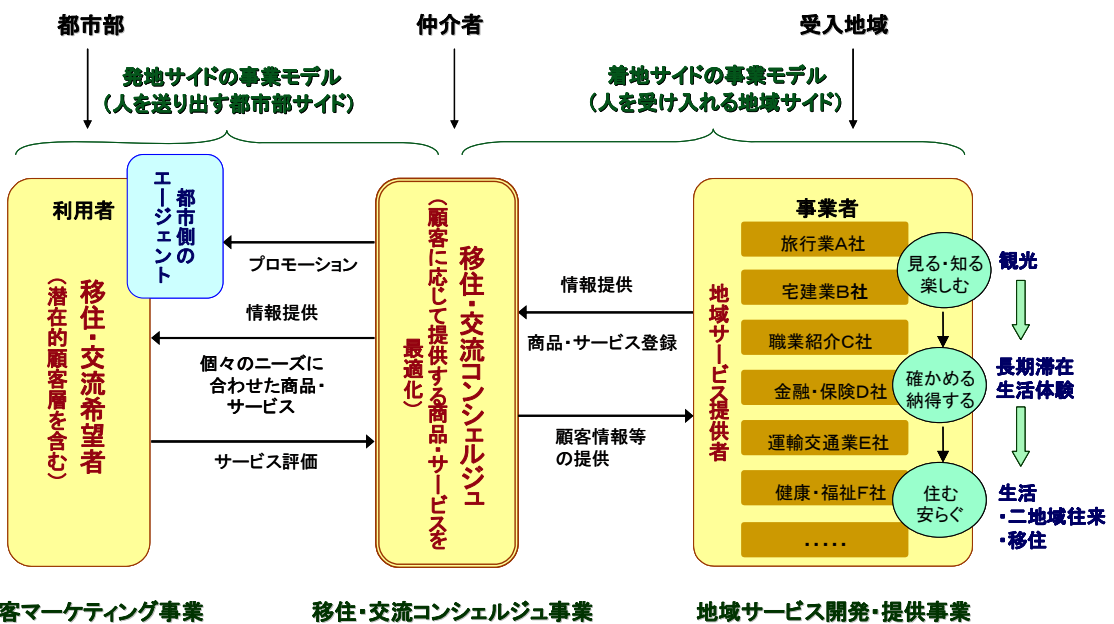 都市部
仲介者
受入地域
発地サイドの事業モデル
（人を送り出す都市部サイド）
着地サイドの事業モデル
（人を受け入れる地域サイド）
利用者
移住・交流希望者
（潜在的顧客層を含む）
都市側の
エージェント
プロモーション
情報提供
個々のニーズに
合わせた商品・
サービス
サービス評価
移住・交流コンシェルジュ
（顧客に応じて提供する商品・サービスを
最適化）
情報提供
商品・サービス登録
顧客情報等
の提供
事業者
地域サービス提供者
旅行業A社
宅建業B社
職業紹介C社
金融・保険D社
運輸交通業E社
健康・福祉F社
・・・・・
見る・知る
楽しむ
確かめる
納得する
住む
安らぐ
観光
長期滞在
生活体験
生活
・二地域往来
・移住
客マーケティング事業
移住・交流コンシェルジュ事業
地域サービス開発・提供事業